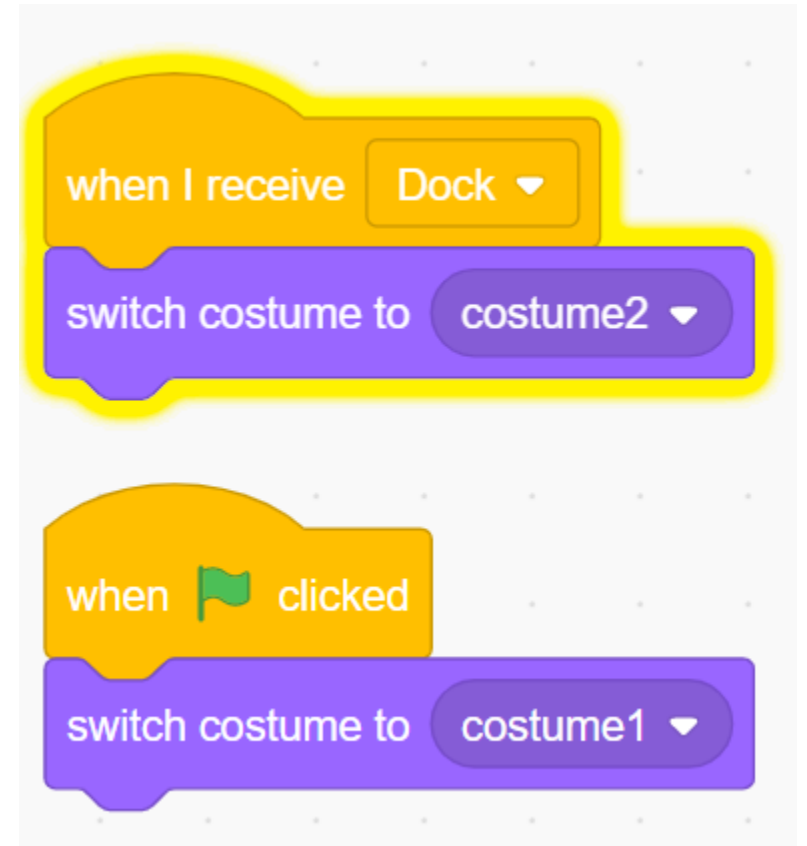 when I receive Dock
switch costume to costume2
when clicked
switch costume to costume1